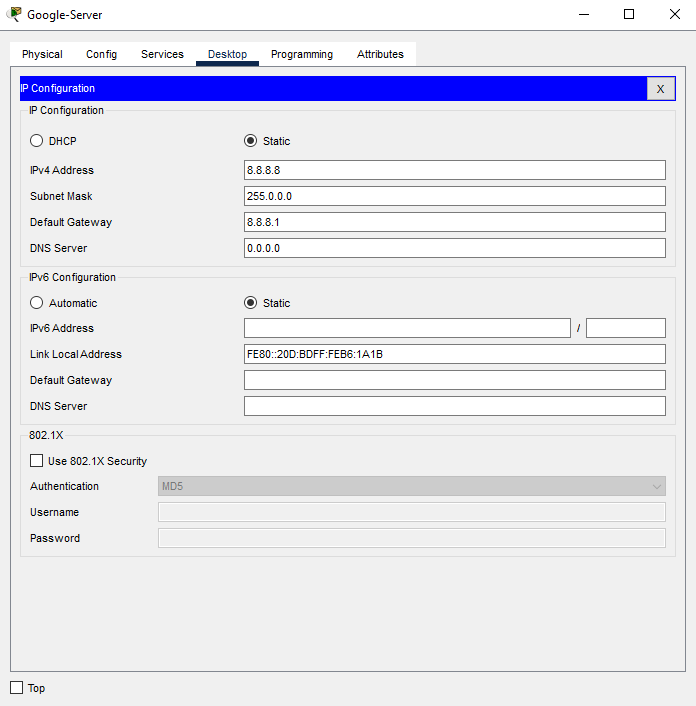 Google-Server
Physical Config Services Desktop Programming Attributes
IP Configuration X
IP Configuration
DHCP Static
IPv4 Address 8.8.8.8
Subnet Mask 255.0.0.0
Default Gateway 8.8.8.1
DNS Server 0.0.0.0
IPv6 Configuration
Automatic Static
IPv6 Address /
Link Local Address FE80::20D:BDFF:FEB6:1A1B
Default Gateway
DNS Server
802.1X
Use 802.1X Security
Authentication MD5
Username
Password
Top